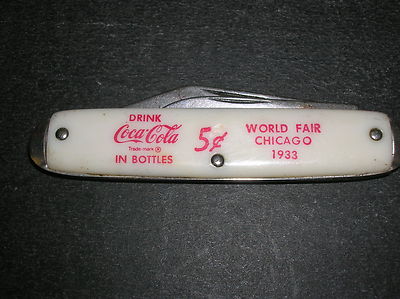 DRINK
Coca-Cola
Trade-mark ®
IN BOTTLES
5¢
WORLD FAIR
CHICAGO
1933